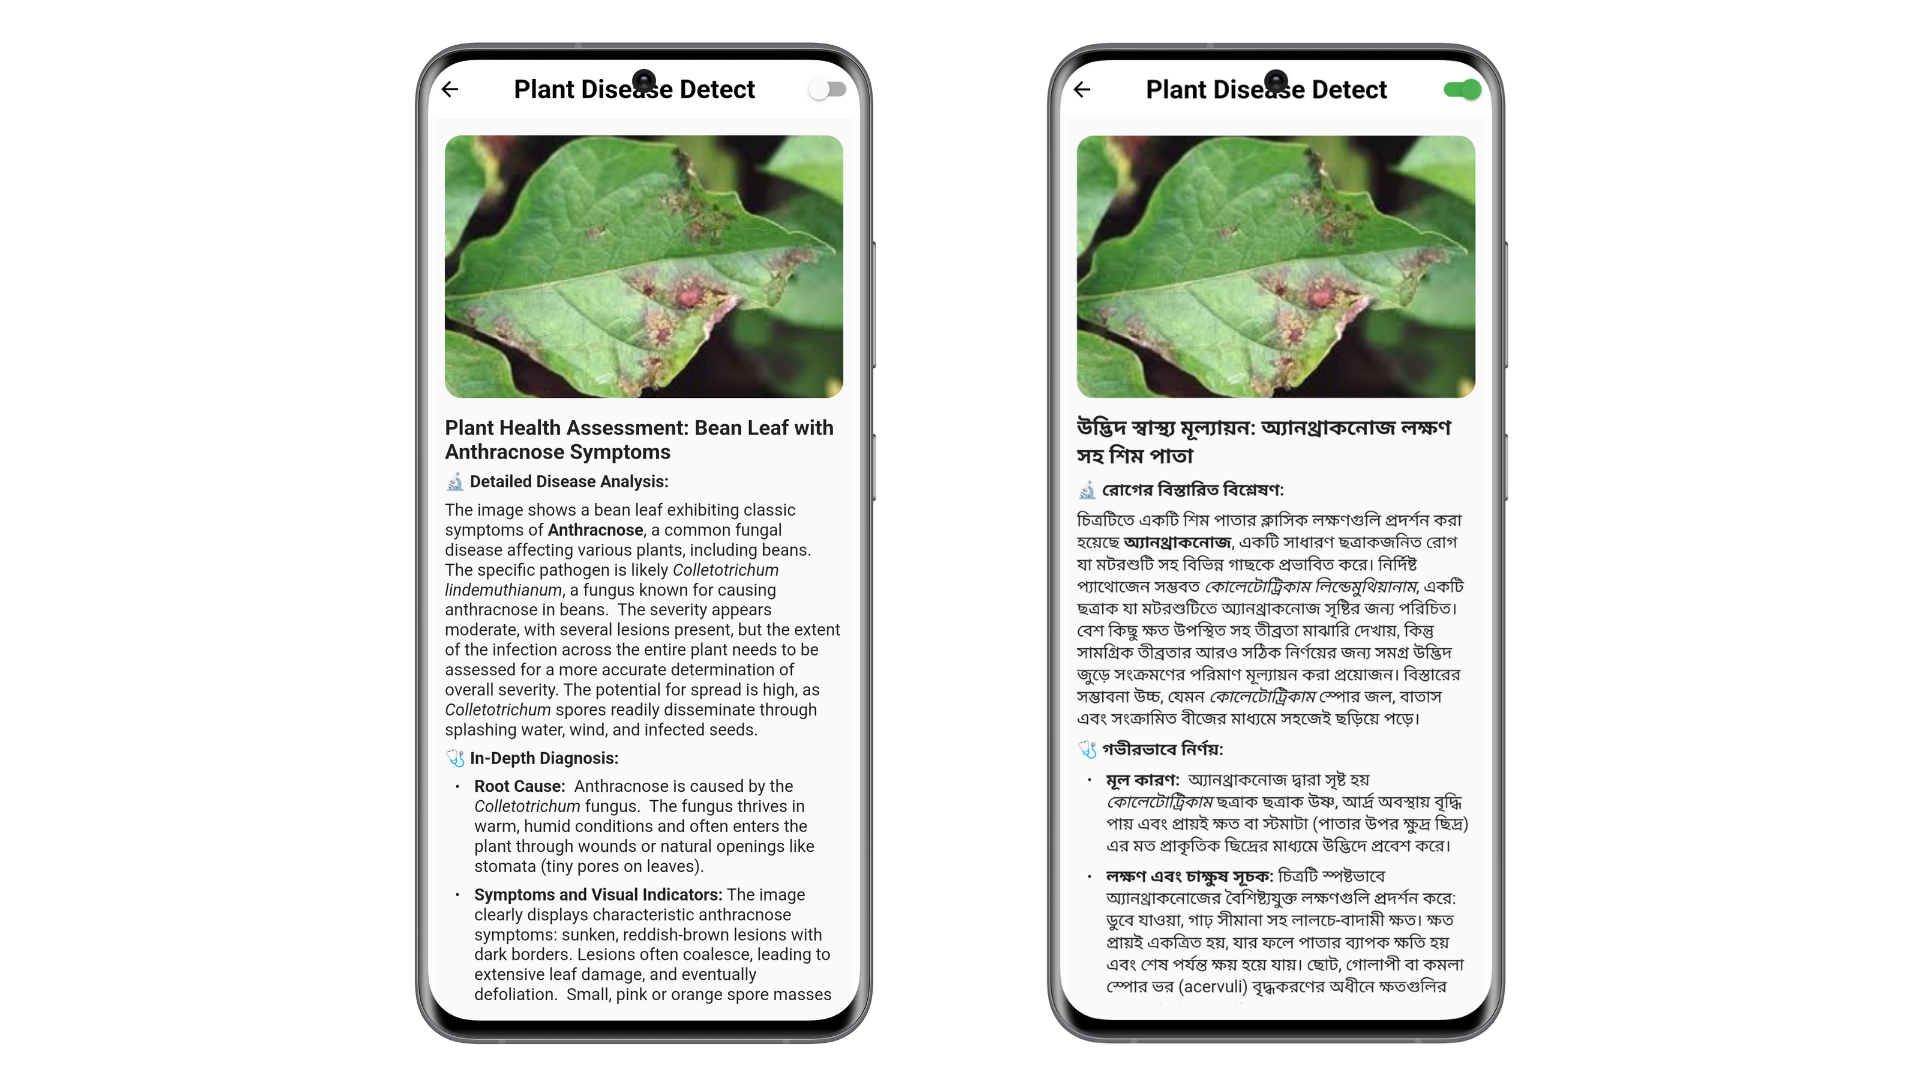 Plant Disease Detect
Plant Health Assessment: Bean Leaf with
Anthracnose Symptoms
🔬 Detailed Disease Analysis:
The image shows a bean leaf exhibiting classic
symptoms of Anthracnose, a common fungal
disease affecting various plants, including beans.
The specific pathogen is likely Colletotrichum
lindemuthianum, a fungus known for causing
anthracnose in beans.  The severity appears
moderate, with several lesions present, but the extent
of the infection across the entire plant needs to be
assessed for a more accurate determination of
overall severity. The potential for spread is high, as
Colletotrichum spores readily disseminate through
splashing water, wind, and infected seeds.
🩺 In-Depth Diagnosis:
• Root Cause:  Anthracnose is caused by the
Colletotrichum fungus.  The fungus thrives in
warm, humid conditions and often enters the
plant through wounds or natural openings like
stomata (tiny pores on leaves).
• Symptoms and Visual Indicators: The image
clearly displays characteristic anthracnose
symptoms: sunken, reddish-brown lesions with
dark borders. Lesions often coalesce, leading to
extensive leaf damage, and eventually
defoliation.  Small, pink or orange spore masses
Plant Disease Detect
উদ্ভিদ স্বাস্থ্য মূল্যায়ন: অ্যানথ্রাকনোজ লক্ষণ
সহ শিম পাতা
🔬 রোগের বিস্তারিত বিশ্লেষণ:
চিত্রটিতে একটি শিম পাতার ক্লাসিক লক্ষণগুলি প্রদর্শন করা
হয়েছে অ্যানথ্রাকনোজ, একটি সাধারণ ছত্রাকজনিত রোগ
যা মটরশুটি সহ বিভিন্ন গাছকে প্রভাবিত করে। নির্দিষ্ট
প্যাথোজেন সম্ভবত কোলেটোট্রিকাম লিন্ডেমুথিয়ানাম, একটি
ছত্রাক যা মটরশুটিতে অ্যানথ্রাকনোজ সৃষ্টির জন্য পরিচিত।
বেশ কিছু ক্ষত উপস্থিত সহ তীব্রতা মাঝারি দেখায়, কিন্তু
সামগ্রিক তীব্রতার আরও সঠিক নির্ণয়ের জন্য সমগ্র উদ্ভিদ
জুড়ে সংক্রমণের পরিমাণ মূল্যায়ন করা প্রয়োজন। বিস্তারের
সম্ভাবনা উচ্চ, যেমন কোলেটোট্রিকাম স্পোর জল, বাতাস
এবং সংক্রামিত বীজের মাধ্যমে সহজেই ছড়িয়ে পড়ে।
🩺 গভীরভাবে নির্ণয়:
• মূল কারণ:  অ্যানথ্রাকনোজ দ্বারা সৃষ্ট হয়
কোলেটোট্রিকাম ছত্রাক ছত্রাক উষ্ণ, আর্দ্র অবস্থায় বৃদ্ধি
পায় এবং প্রায়ই ক্ষত বা স্টমাটা (পাতার উপর ক্ষুদ্র ছিদ্র)
এর মত প্রাকৃতিক ছিদ্রের মাধ্যমে উদ্ভিদে প্রবেশ করে।
• লক্ষণ এবং চাক্ষুষ সূচক: চিত্রটি স্পষ্টভাবে
অ্যানথ্রাকনোজের বৈশিষ্ট্যযুক্ত লক্ষণগুলি প্রদর্শন করে:
ডুবে যাওয়া, গাঢ় সীমানা সহ লালচে-বাদামী ক্ষত। ক্ষত
প্রায়ই একত্রিত হয়, যার ফলে পাতার ব্যাপক ক্ষতি হয়
এবং শেষ পর্যন্ত ক্ষয় হয়ে যায়। ছোট, গোলাপী বা কমলা
স্পোর ভর (acervuli) বৃদ্ধকরণের অধীনে ক্ষতগুলির